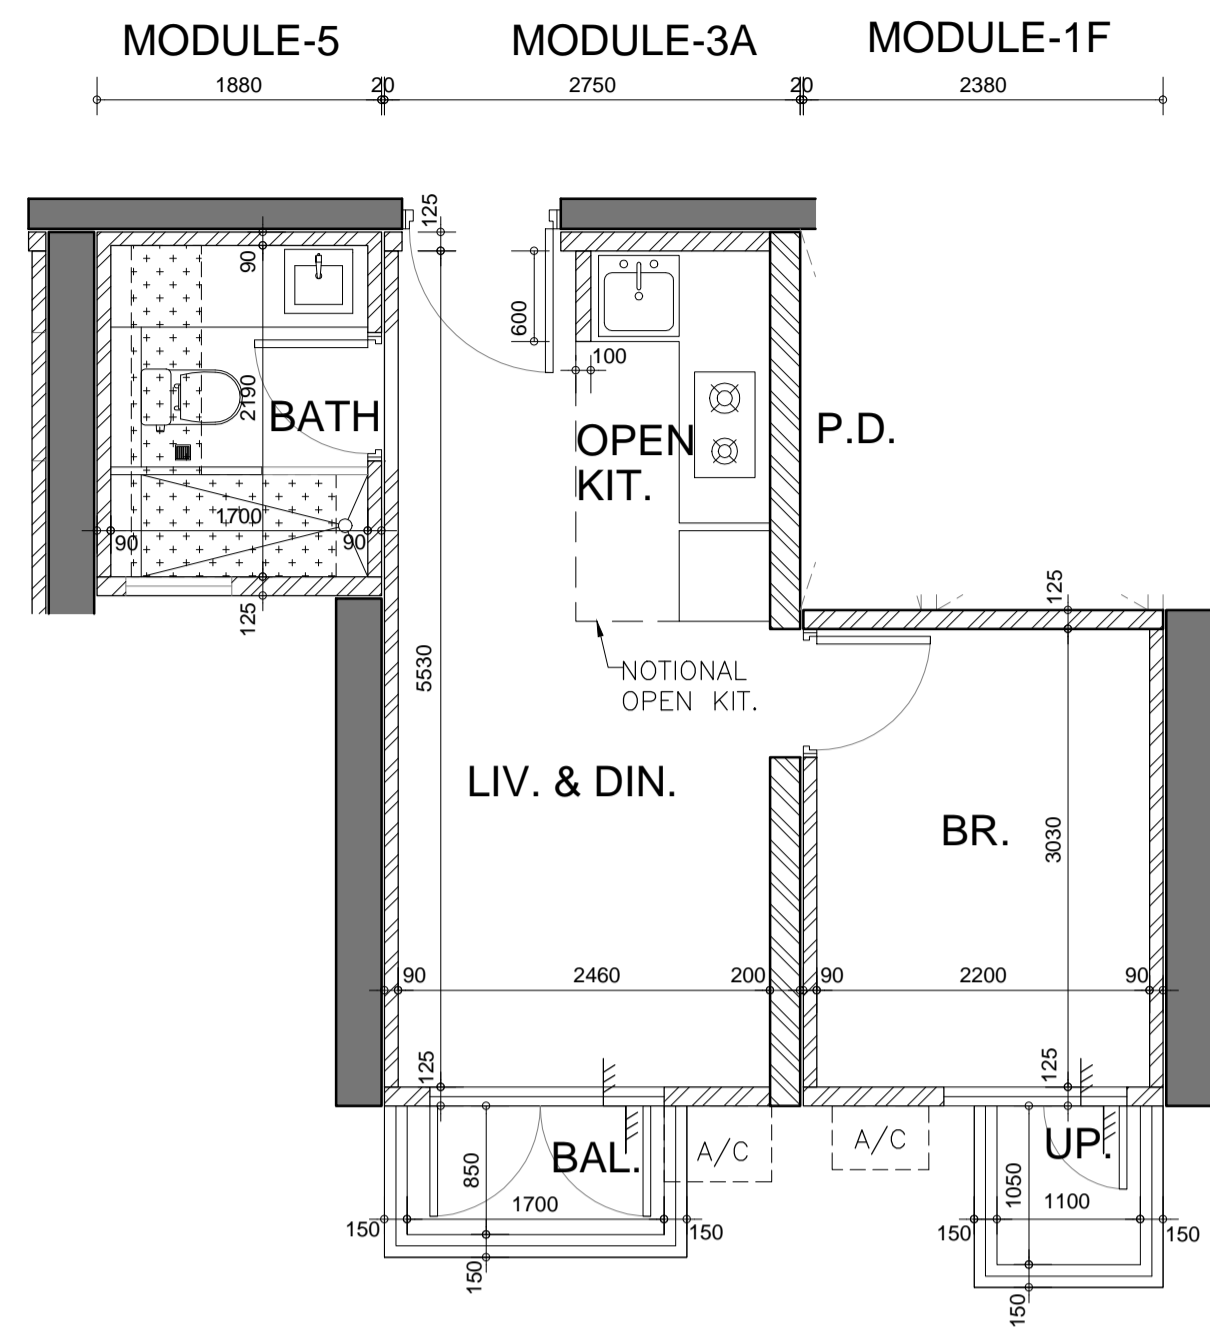 MODULE-5
MODULE-3A
MODULE-1F
1880
20
2750
20
2380
125
90
600
100
2190
BATH
OPEN
KIT.
P.D.
1700
90
90
125
125
5530
NOTIONAL
OPEN KIT.
LIV. & DIN.
BR.
3030
90
2460
200
90
2200
90
125
125
BAL.
A/C
A/C
UP.
850
1700
150
150
150
1050
1100
150
150
150